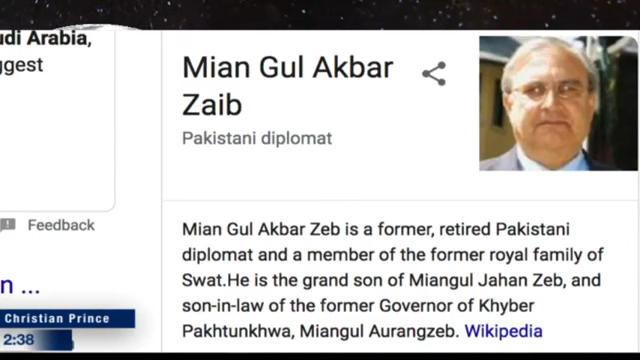 udi Arabia,
ggest
Feedback
n ...
Christian Prince
2:38
Mian Gul Akbar
Zaib
Pakistani diplomat
Mian Gul Akbar Zeb is a former, retired Pakistani
diplomat and a member of the former royal family of
Swat.He is the grand son of Miangul Jahan Zeb, and
son-in-law of the former Governor of Khyber
Pakhtunkhwa, Miangul Aurangzeb. Wikipedia